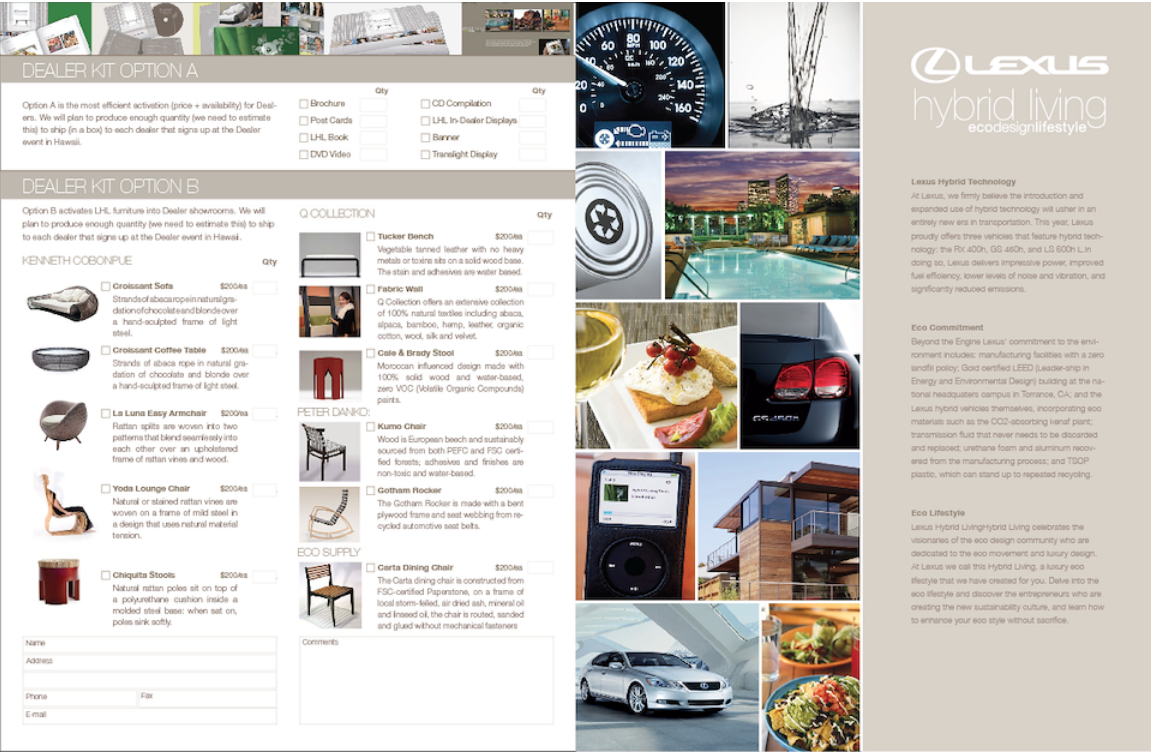 DEALER KIT OPTION A
Option A is the most efficient activation (price + availability) for Deal-
ers. We will plan to produce enough quantity (we need to estimate
this) to ship (in a box) to each dealer that signs up at the Dealer
event in Hawaii.
Qty
Brochure
Post Cards
LHL Book
DVD Video
Qty
CD Compilation
LHL In-Dealer Displays
Banner
Translight Display
DEALER KIT OPTION B
Option B activates LHL furniture into Dealer showrooms. We will
plan to produce enough quantity (we need to estimate this) to ship
to each dealer that signs up at the Dealer event in Hawaii.
KENNETH COBONPUE
Qty
Croissant Sofa $200/ea
Strands of abaca rope in natural gra-
dation of chocolate and blonde over
a hand-sculpted frame of light
steel.
Croissant Coffee Table $200/ea
Strands of abaca rope in natural gra-
dation of chocolate and blonde over
a hand-sculpted frame of light steel.
La Luna Easy Armchair $200/ea
Rattan splits are woven into two
patterns that blend seamlessly into
each other over an upholstered
frame of rattan vines and wood.
Yoda Lounge Chair $200/ea
Natural or stained rattan vines are
woven on a frame of mild steel in
a design that uses natural material
tension.
Chiquita Stools $200/ea
Natural rattan poles sit on top of
a polyurethane cushion inside a
molded steel base: when sat on,
poles sink softly.
Name
Address
Phone
Fax
E-mail
Q COLLECTION
Qty
Tucker Bench $200/ea
Vegetable tanned leather with no heavy
metals or toxins sits on a solid wood base.
The stain and adhesives are water based.
Fabric Wall $200/ea
Q Collection offers an extensive collection
of 100% natural textiles including abaca,
alpaca, bamboo, hemp, leather, organic
cotton, wool, silk and velvet.
Cale & Brady Stool $200/ea
Moroccan influenced design made with
100% solid wood and water-based,
zero VOC (Volatile Organic Compounds)
paints.
PETER DANKO:
Kumo Chair $200/ea
Wood is European beech and sustainably
sourced from both PEFC and FSC certi-
fied forests; adhesives and finishes are
non-toxic and water-based.
Gotham Rocker $200/ea
The Gotham Rocker is made with a bent
plywood frame and seat webbing from re-
cycled automotive seat belts.
ECO SUPPLY
Carta Dining Chair $200/ea
The Carta dining chair is constructed from
FSC-certified Paperstone, on a frame of
local storm-felled, air dried ash, mineral oil
and linseed oil, the chair is routed, sanded
and glued without mechanical fasteners
Comments
20
40
60
80
100
120
140
160
MPH
GS 450h
LEXUS
hybrid living
ecodesignlifestyle
Lexus Hybrid Technology
At Lexus, we firmly believe the introduction and
expanded use of hybrid technology will usher in an
entirely new era in transportation. This year, Lexus
proudly offers three vehicles that feature hybrid tech-
nology: the RX 400h, GS 460h, and LS 600h L.In
doing so, Lexus delivers impressive power, improved
fuel efficiency, lower levels of noise and vibration, and
significantly reduced emissions.
Eco Commitment
Beyond the Engine Lexus' commitment to the envi-
ronment includes: manufacturing facilities with a zero
landfil policy; Gold certified LEED (Leader-ship in
Energy and Environmental Design) building at the na-
tional headquarters campus in Torrance, CA; and the
Lexus hybrid vehicles themselves, incorporating eco
materials such as the CO2-absorbing kenaf plant;
transmission fluid that never needs to be discarded
and replaced; urethane foam and aluminum recov-
ered from the manufacturing process; and TSOP
plastic, which can stand up to repeated recycling.
Eco Lifestyle
Lexus Hybrid LivingHybrid Living celebrates the
visionaries of the eco design community who are
dedicated to the eco movement and luxury design.
At Lexus we call this Hybrid Living, a luxury eco
lifestyle that we have created for you. Delve into the
eco lifestyle and discover the entrepreneurs who are
creating the new sustainability culture, and learn how
to enhance your eco style without sacrifice.